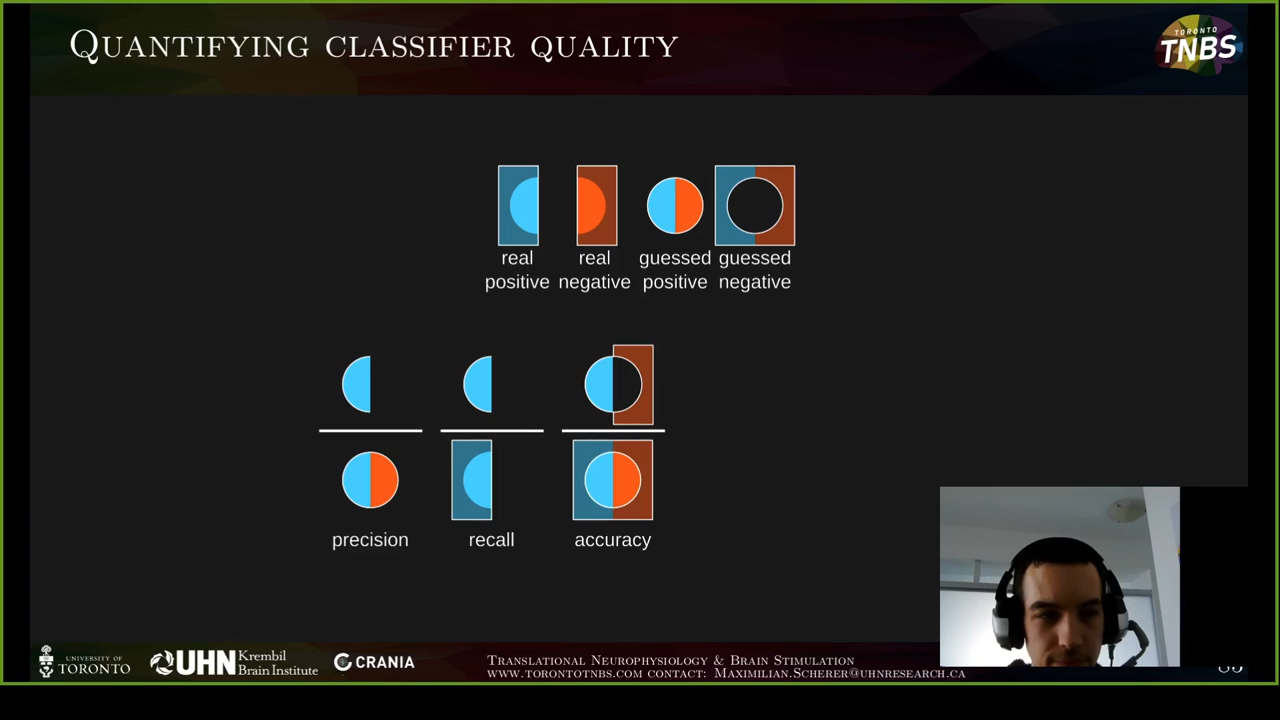 Quantifying classifier quality
TORONTO
TNBS
real
positive
real
negative
guessed
positive
guessed
negative
precision
recall
accuracy
UNIVERSITY OF
TORONTO
UHN Krembil
Brain Institute
CRANIA
Translational Neurophysiology & Brain Stimulation
www.torontotnbs.com contact: Maximilian.Scherer@uhnresearch.ca